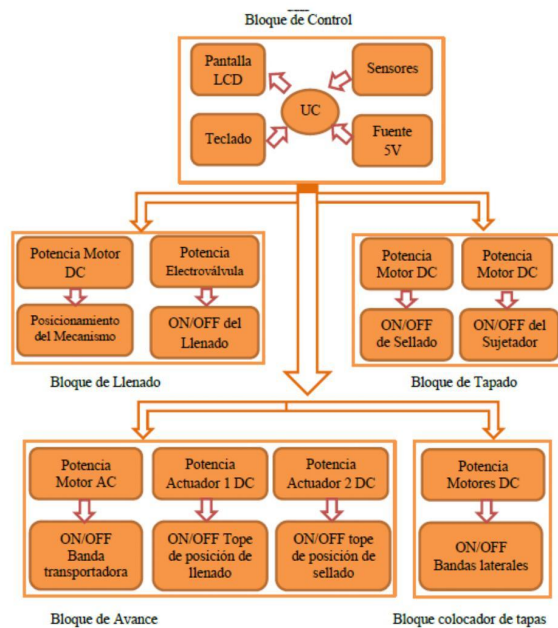 Bloque de Control
Pantalla
LCD
Sensores
UC
Teclado
Fuente
5V
Potencia Motor
DC
Potencia
Electroválvula
Posicionamiento
del Mecanismo
ON/OFF del
Llenado
Bloque de Llenado
Potencia
Motor DC
Potencia
Motor DC
ON/OFF
de Sellado
ON/OFF del
Sujetador
Bloque de Tapado
Potencia
Motor AC
Potencia
Actuador 1 DC
Potencia
Actuador 2 DC
ON/OFF
Banda
transportadora
ON/OFF Tope
de posición de
llenado
ON/OFF tope
de posición de
sellado
Bloque de Avance
Potencia
Motores DC
ON/OFF
Bandas laterales
Bloque colocador de tapas